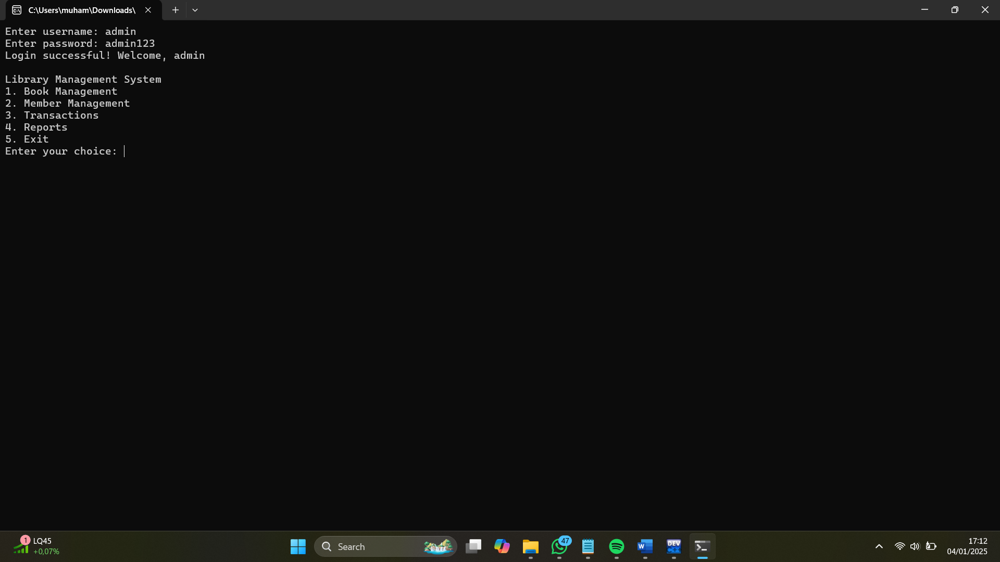 C:\Users\muham\Downloads\
Enter username: admin
Enter password: admin123
Login successful! Welcome, admin
Library Management System
1. Book Management
2. Member Management
3. Transactions
4. Reports
5. Exit
Enter your choice:
1
LQ45
+0,07%
Search
47
W
DEV
C++
17:12
04/01/2025